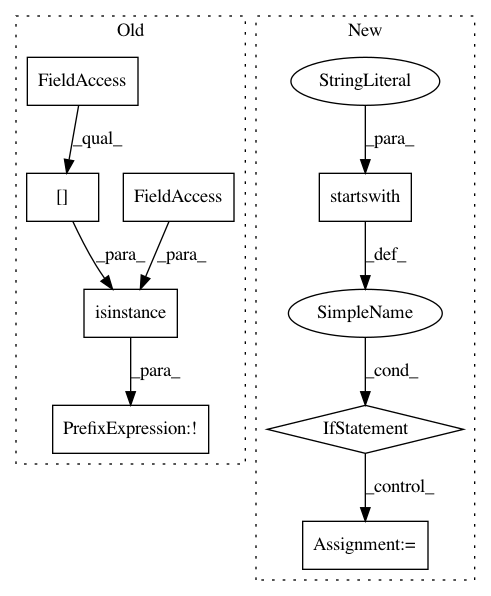 Old
New
FieldAccess
StringLiteral
_qual_
_para_
[]
FieldAccess
startswith
_para_
_para_
_def_
isinstance
SimpleName
_para_
_cond_
PrefixExpression:!
IfStatement
_control_
Assignment:=